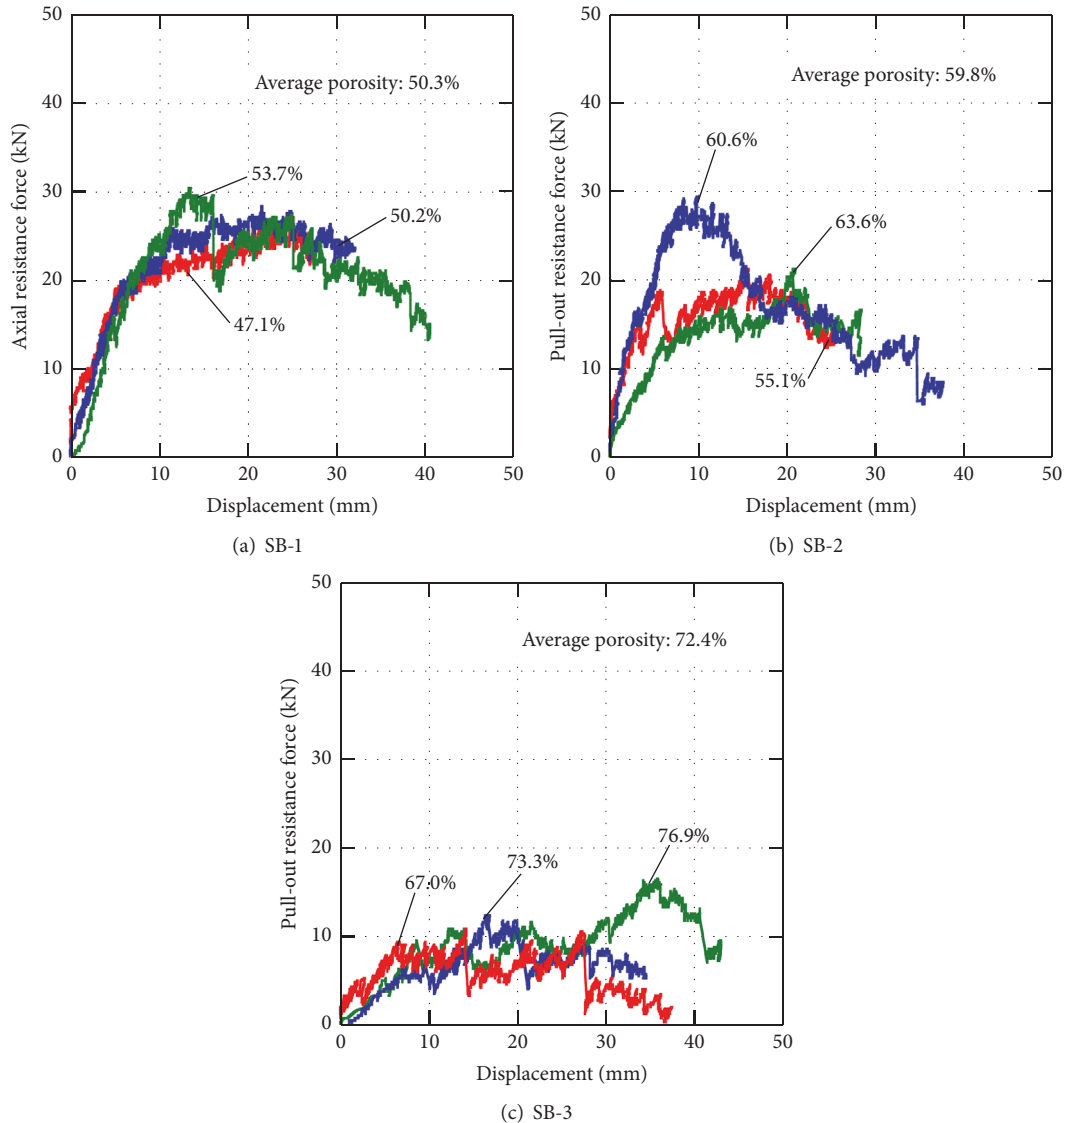 50
40
30
20
10
0
Axial resistance force (kN)
Average porosity: 50.3%
53.7%
50.2%
47.1%
0 10 20 30 40 50
Displacement (mm)
(a) SB-1
50
40
30
20
10
0
Pull-out resistance force (kN)
Average porosity: 59.8%
60.6%
63.6%
55.1%
0 10 20 30 40 50
Displacement (mm)
(b) SB-2
50
40
30
20
10
0
Pull-out resistance force (kN)
Average porosity: 72.4%
76.9%
73.3%
67.0%
0 10 20 30 40 50
Displacement (mm)
(c) SB-3